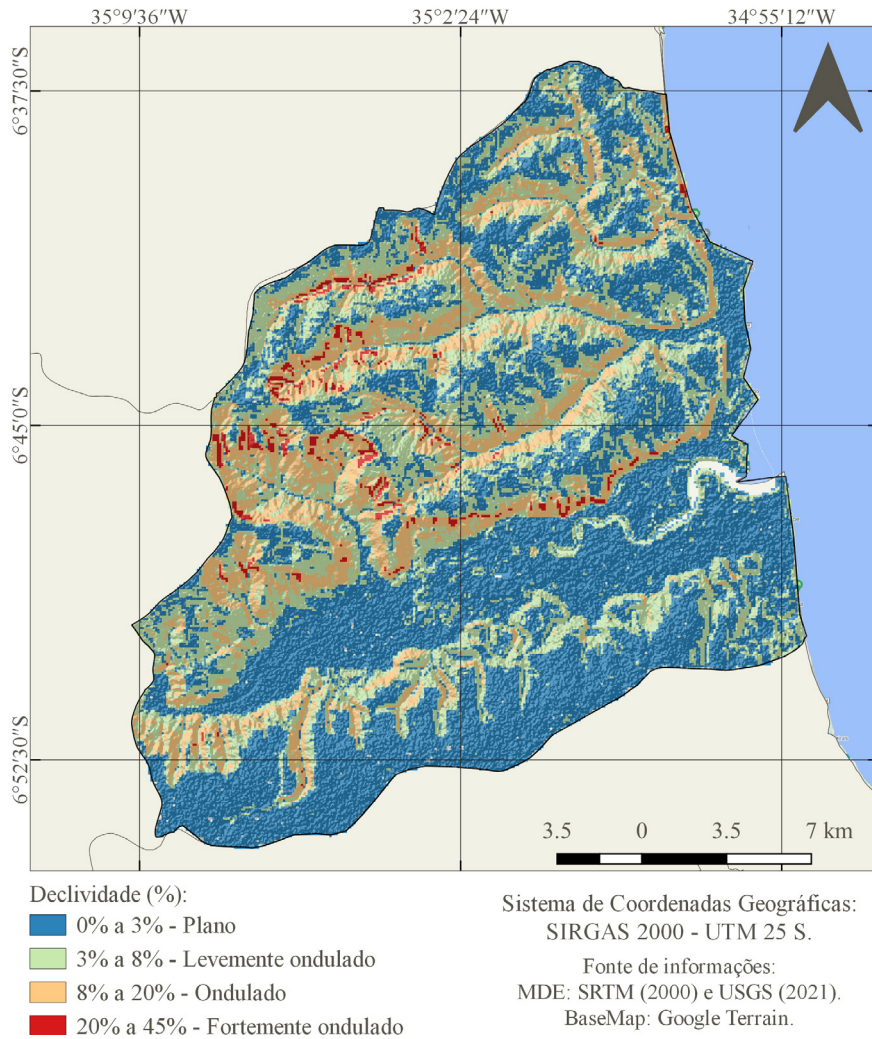 35°9'36"W
35°2'24"W
34°55'12"W
6°37'30"S
6°45'0"S
6°52'30"S
3.5 0 3.5 7 km
Declividade (%):
0% a 3% - Plano
3% a 8% - Levemente ondulado
8% a 20% - Ondulado
20% a 45% - Fortemente ondulado
Sistema de Coordenadas Geográficas:
SIRGAS 2000 - UTM 25 S.
Fonte de informações:
MDE: SRTM (2000) e USGS (2021).
BaseMap: Google Terrain.